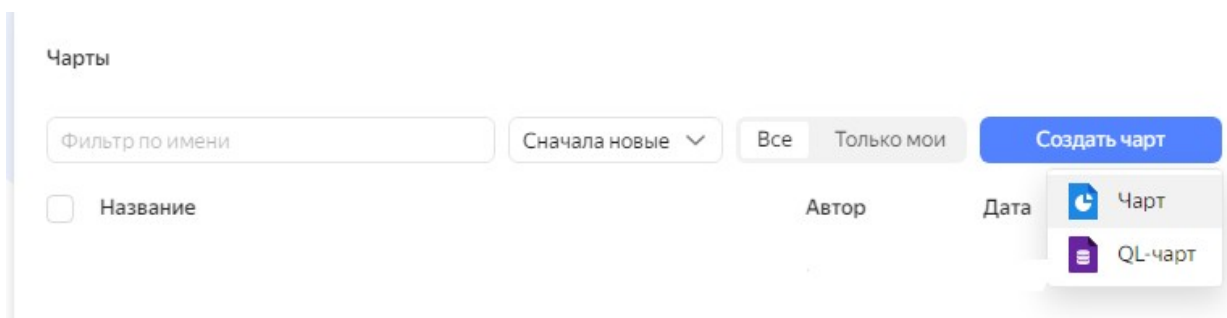 Чарты
Фильтр по имени Сначала новые Все Только мои Создать чарт
Название Автор Дата
Чарт
QL-чарт